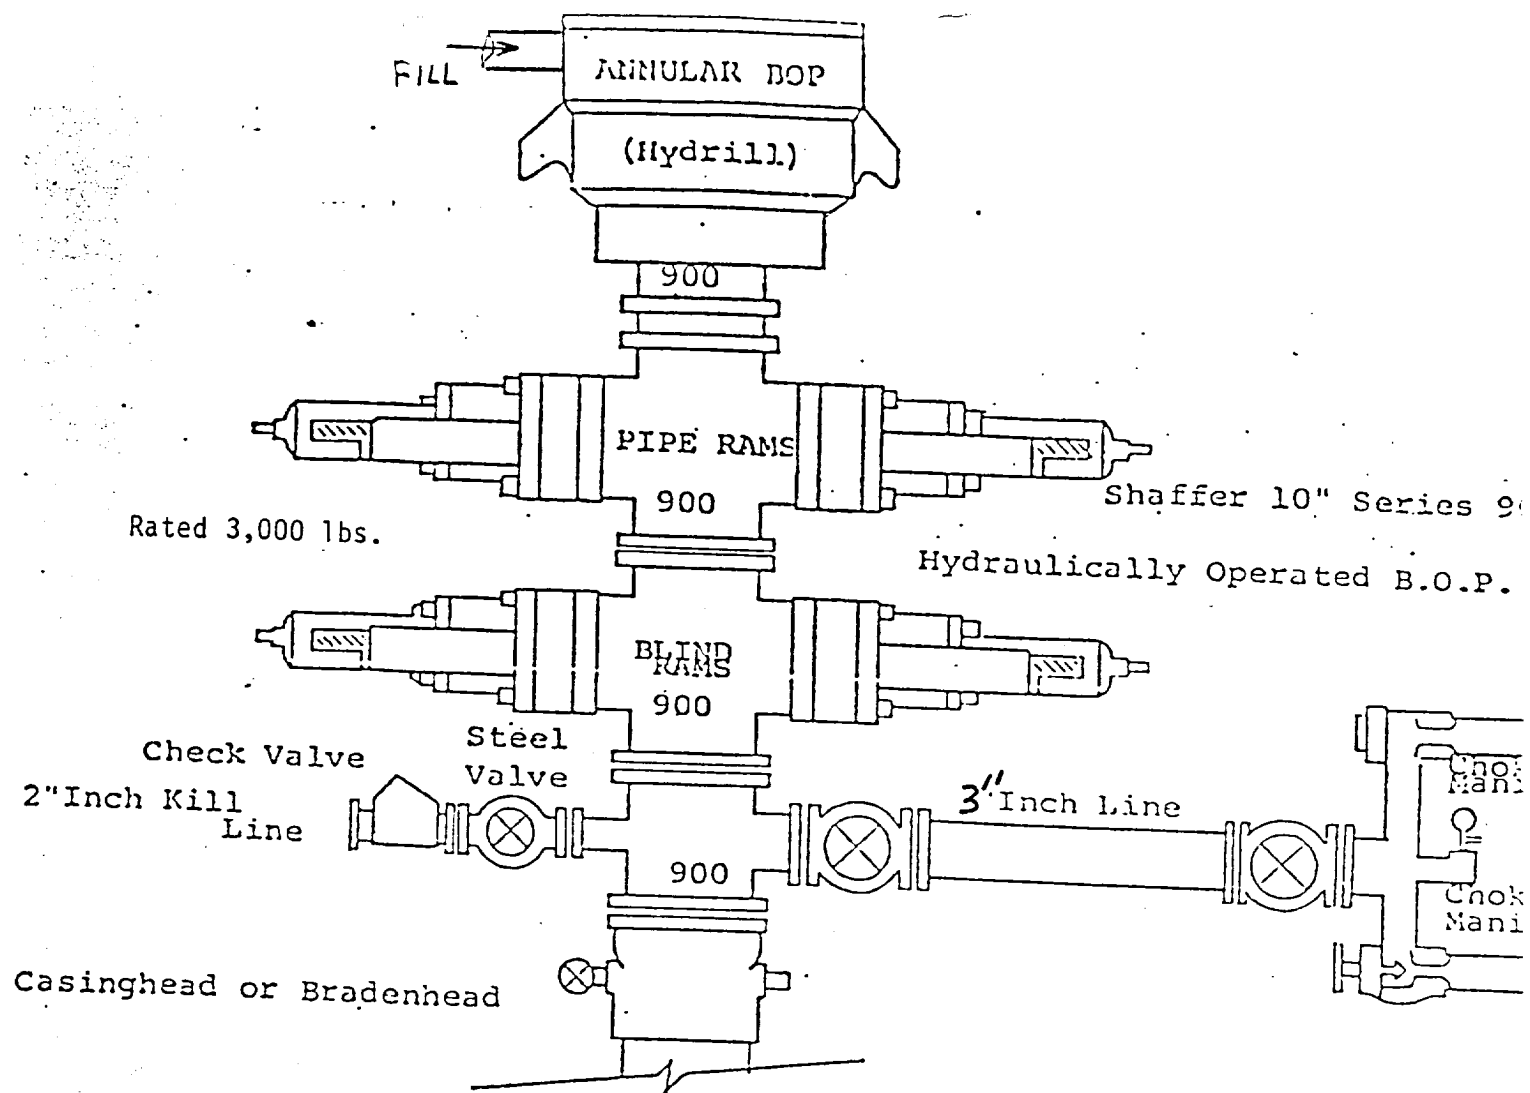 FILL
ANNULAR BOP
(Hydrill)
900
PIPE RAMS
900
Shaffer 10" Series
Rated 3,000 lbs.
Hydraulically Operated B.O.P.
BLIND
RAMS
900
Steel
Valve
Check Valve
2"Inch Kill
Line
3"Inch Line
900
Casinghead or Bradenhead